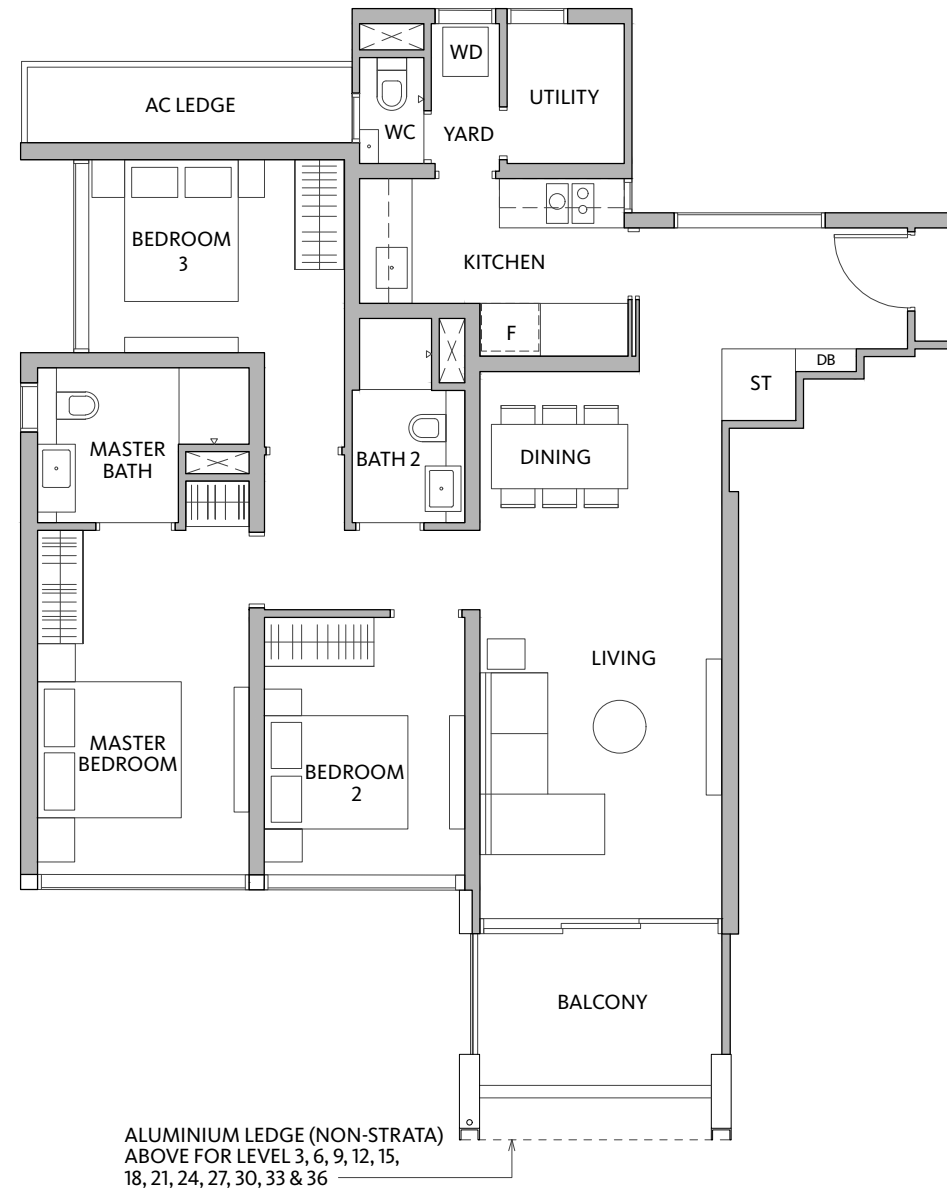 WD
AC LEDGE
UTILITY
WC
YARD
BEDROOM
3
KITCHEN
F
DB
ST
MASTER
BATH
BATH 2
DINING
LIVING
MASTER
BEDROOM
BEDROOM
2
BALCONY
ALUMINIUM LEDGE (NON-STRATA)
ABOVE FOR LEVEL 3, 6, 9, 12, 15,
18, 21, 24, 27, 30, 33 & 36